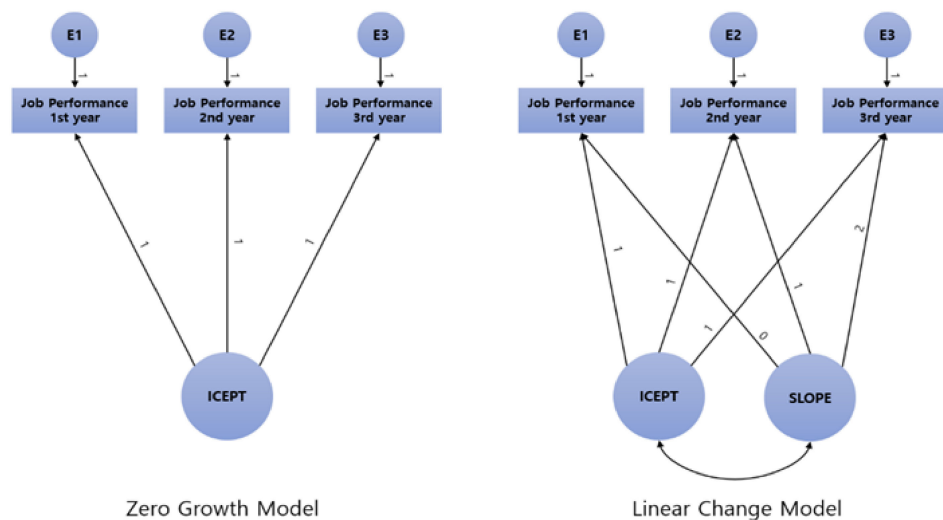 E1
E2
E3
1
1
1
Job Performance
1st year
Job Performance
2nd year
Job Performance
3rd year
1
1
1
ICEPT
Zero Growth Model
E1
E2
E3
1
1
1
Job Performance
1st year
Job Performance
2nd year
Job Performance
3rd year
1
1
1
0
1
2
ICEPT
SLOPE
Linear Change Model